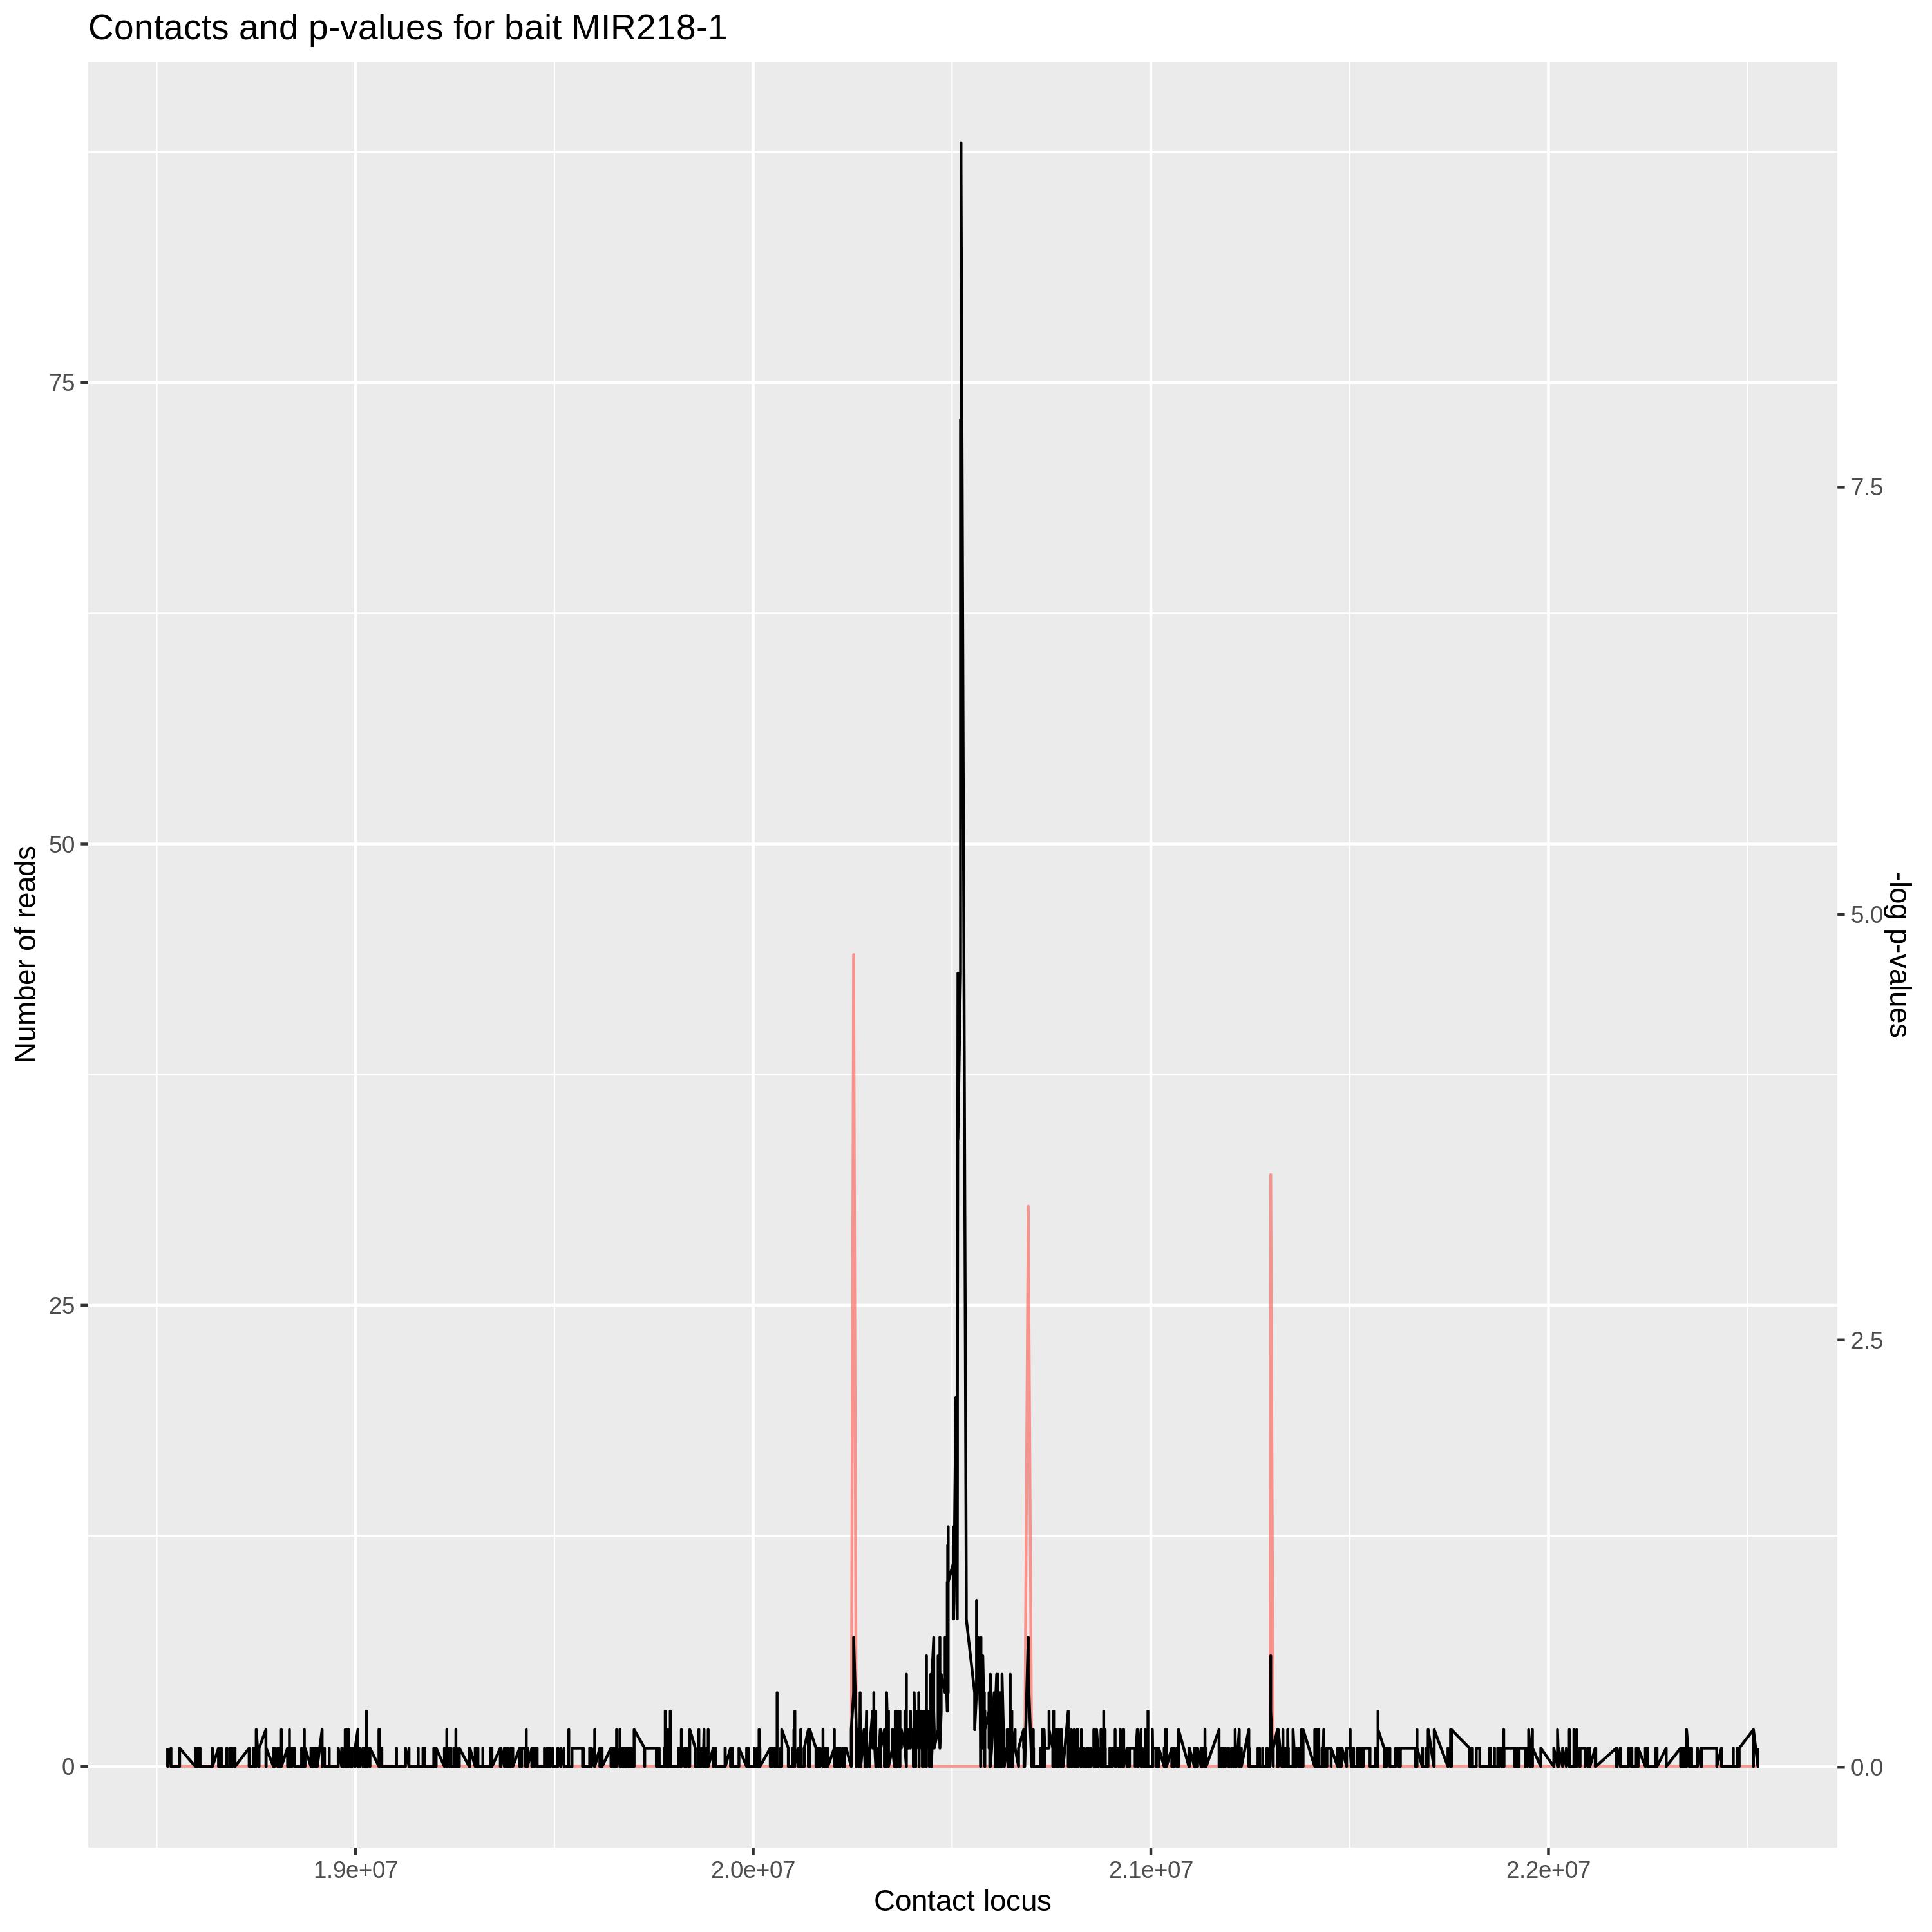 Contacts and p-values for bait MIR218-1
Number of reads
75
50
25
0
7.5
5.0
2.5
0.0
-log p-values
1.9e+07
2.0e+07
2.1e+07
2.2e+07
Contact locus